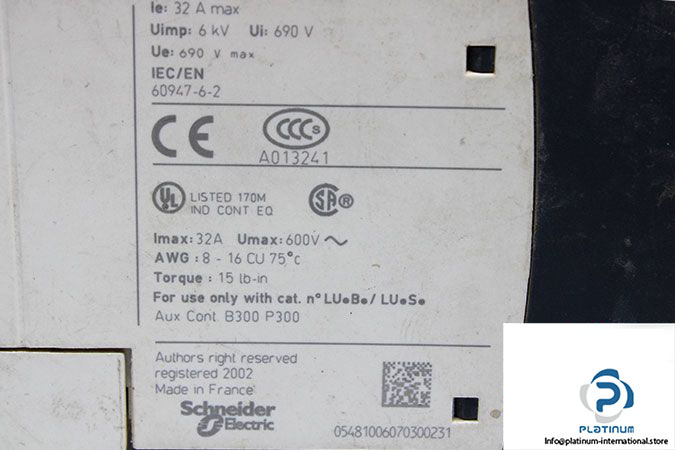 Ie: 32 A max
Uimp: 6 kV Ui: 690 V
Ue: 690 V max
IEC/EN
60947-6-2
CE CCC S
A013241
UL LISTED 170M
IND CONT EQ
SA ®
Imax: 32A Umax: 600V ~
AWG : 8 - 16 CU 75°c
Torque : 15 lb-in
For use only with cat. n° LU•B•/ LU•S•
Aux Cont. B300 P300
Authors right reserved
registered 2002
Made in France
Schneider
Electric
05481006070300231
PLATINUM
Info@platinum-international.store